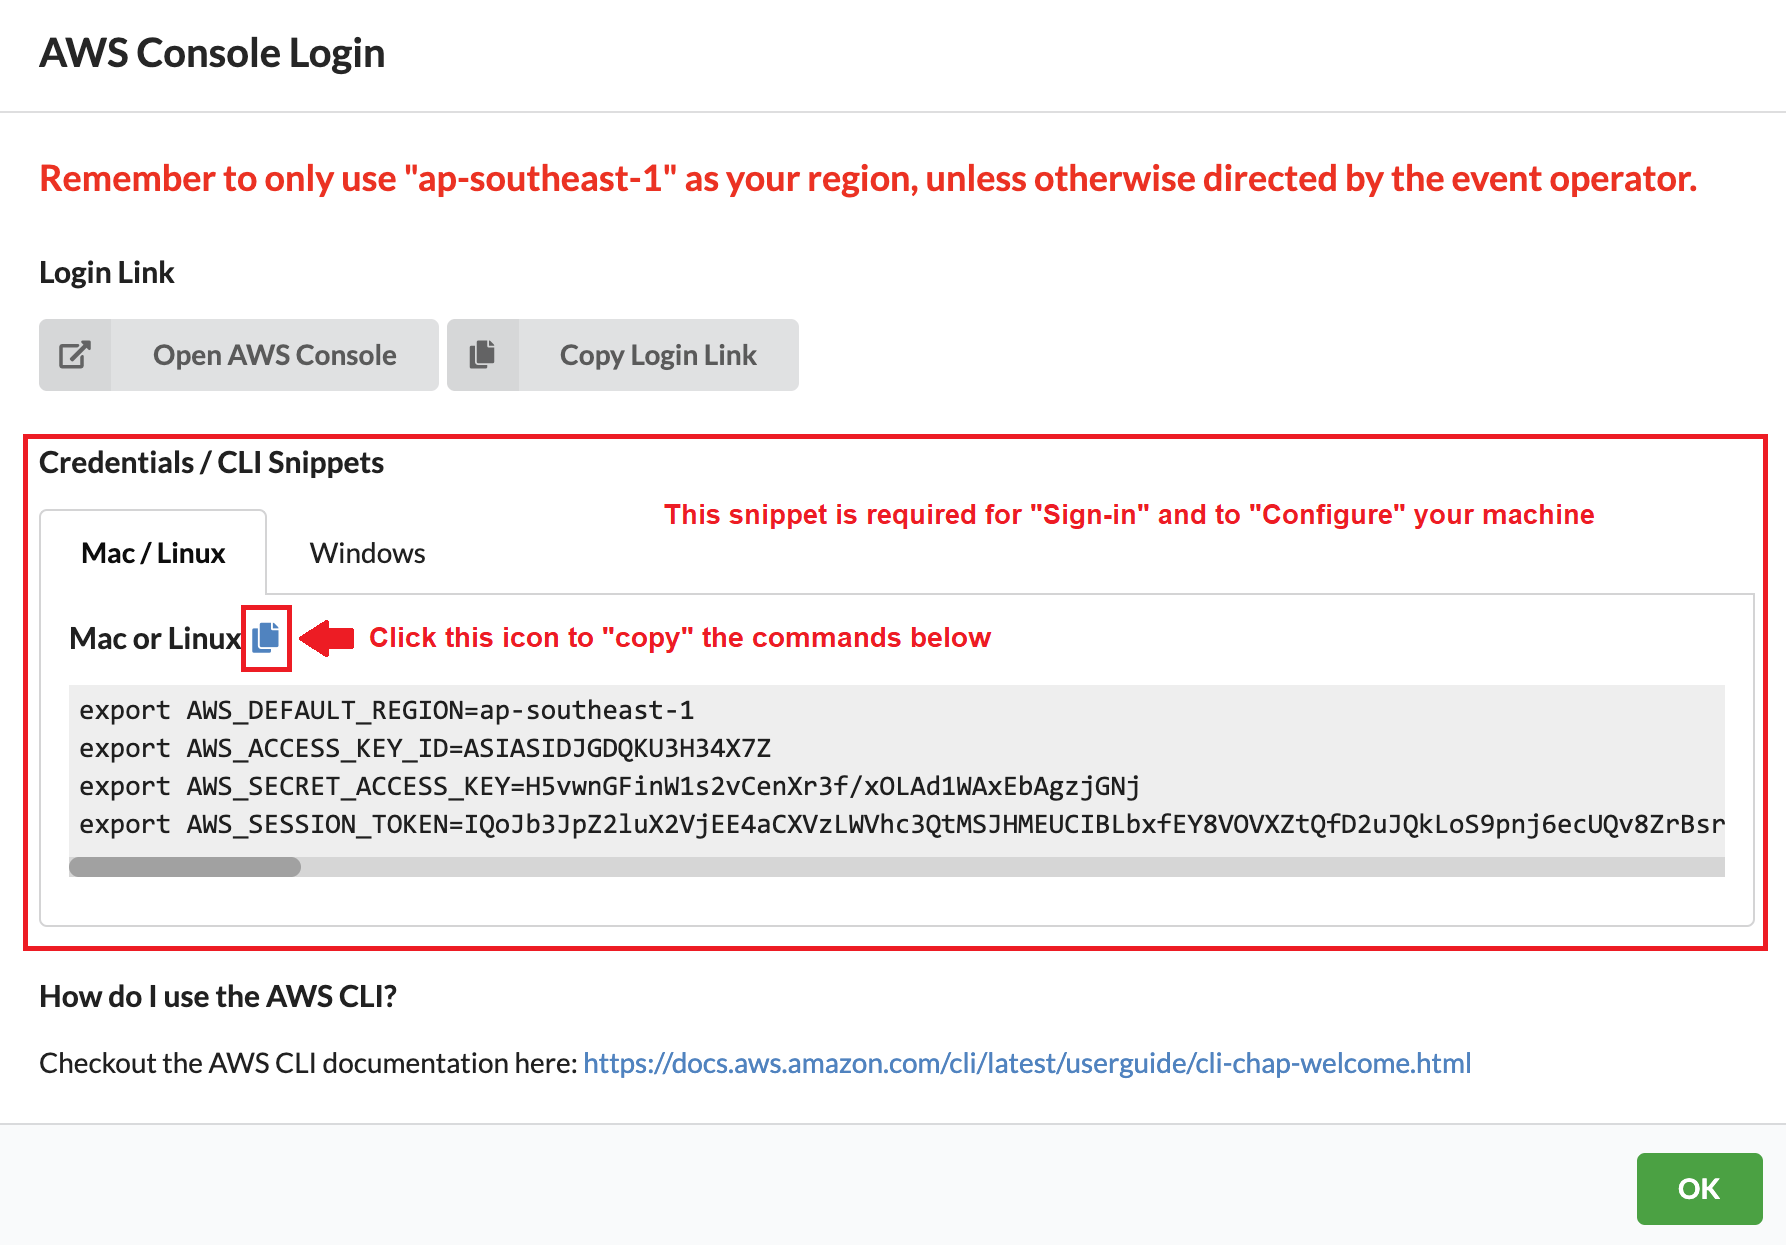 AWS Console Login
Remember to only use "ap-southeast-1" as your region, unless otherwise directed by the event operator.
Login Link
Open AWS Console
Copy Login Link
Credentials / CLI Snippets
This snippet is required for "Sign-in" and to "Configure" your machine
Mac / Linux
Windows
Mac or Linux
Click this icon to "copy" the commands below
export AWS_DEFAULT_REGION=ap-southeast-1
export AWS_ACCESS_KEY_ID=ASIASIDJGDQKU3H34X7Z
export AWS_SECRET_ACCESS_KEY=H5vwnGFinW1s2vCenXr3f/xOLAd1WAxEbAgzjGNj
export AWS_SESSION_TOKEN=IQoJb3JpZ2luX2VjEE4aCXVzLWVhc3QtMSJHMEUCIBLbxfEY8VOVXZtQfD2uJQkLoS9pnj6ecUQv8ZrBsr
How do I use the AWS CLI?
Checkout the AWS CLI documentation here: https://docs.aws.amazon.com/cli/latest/userguide/cli-chap-welcome.html
OK